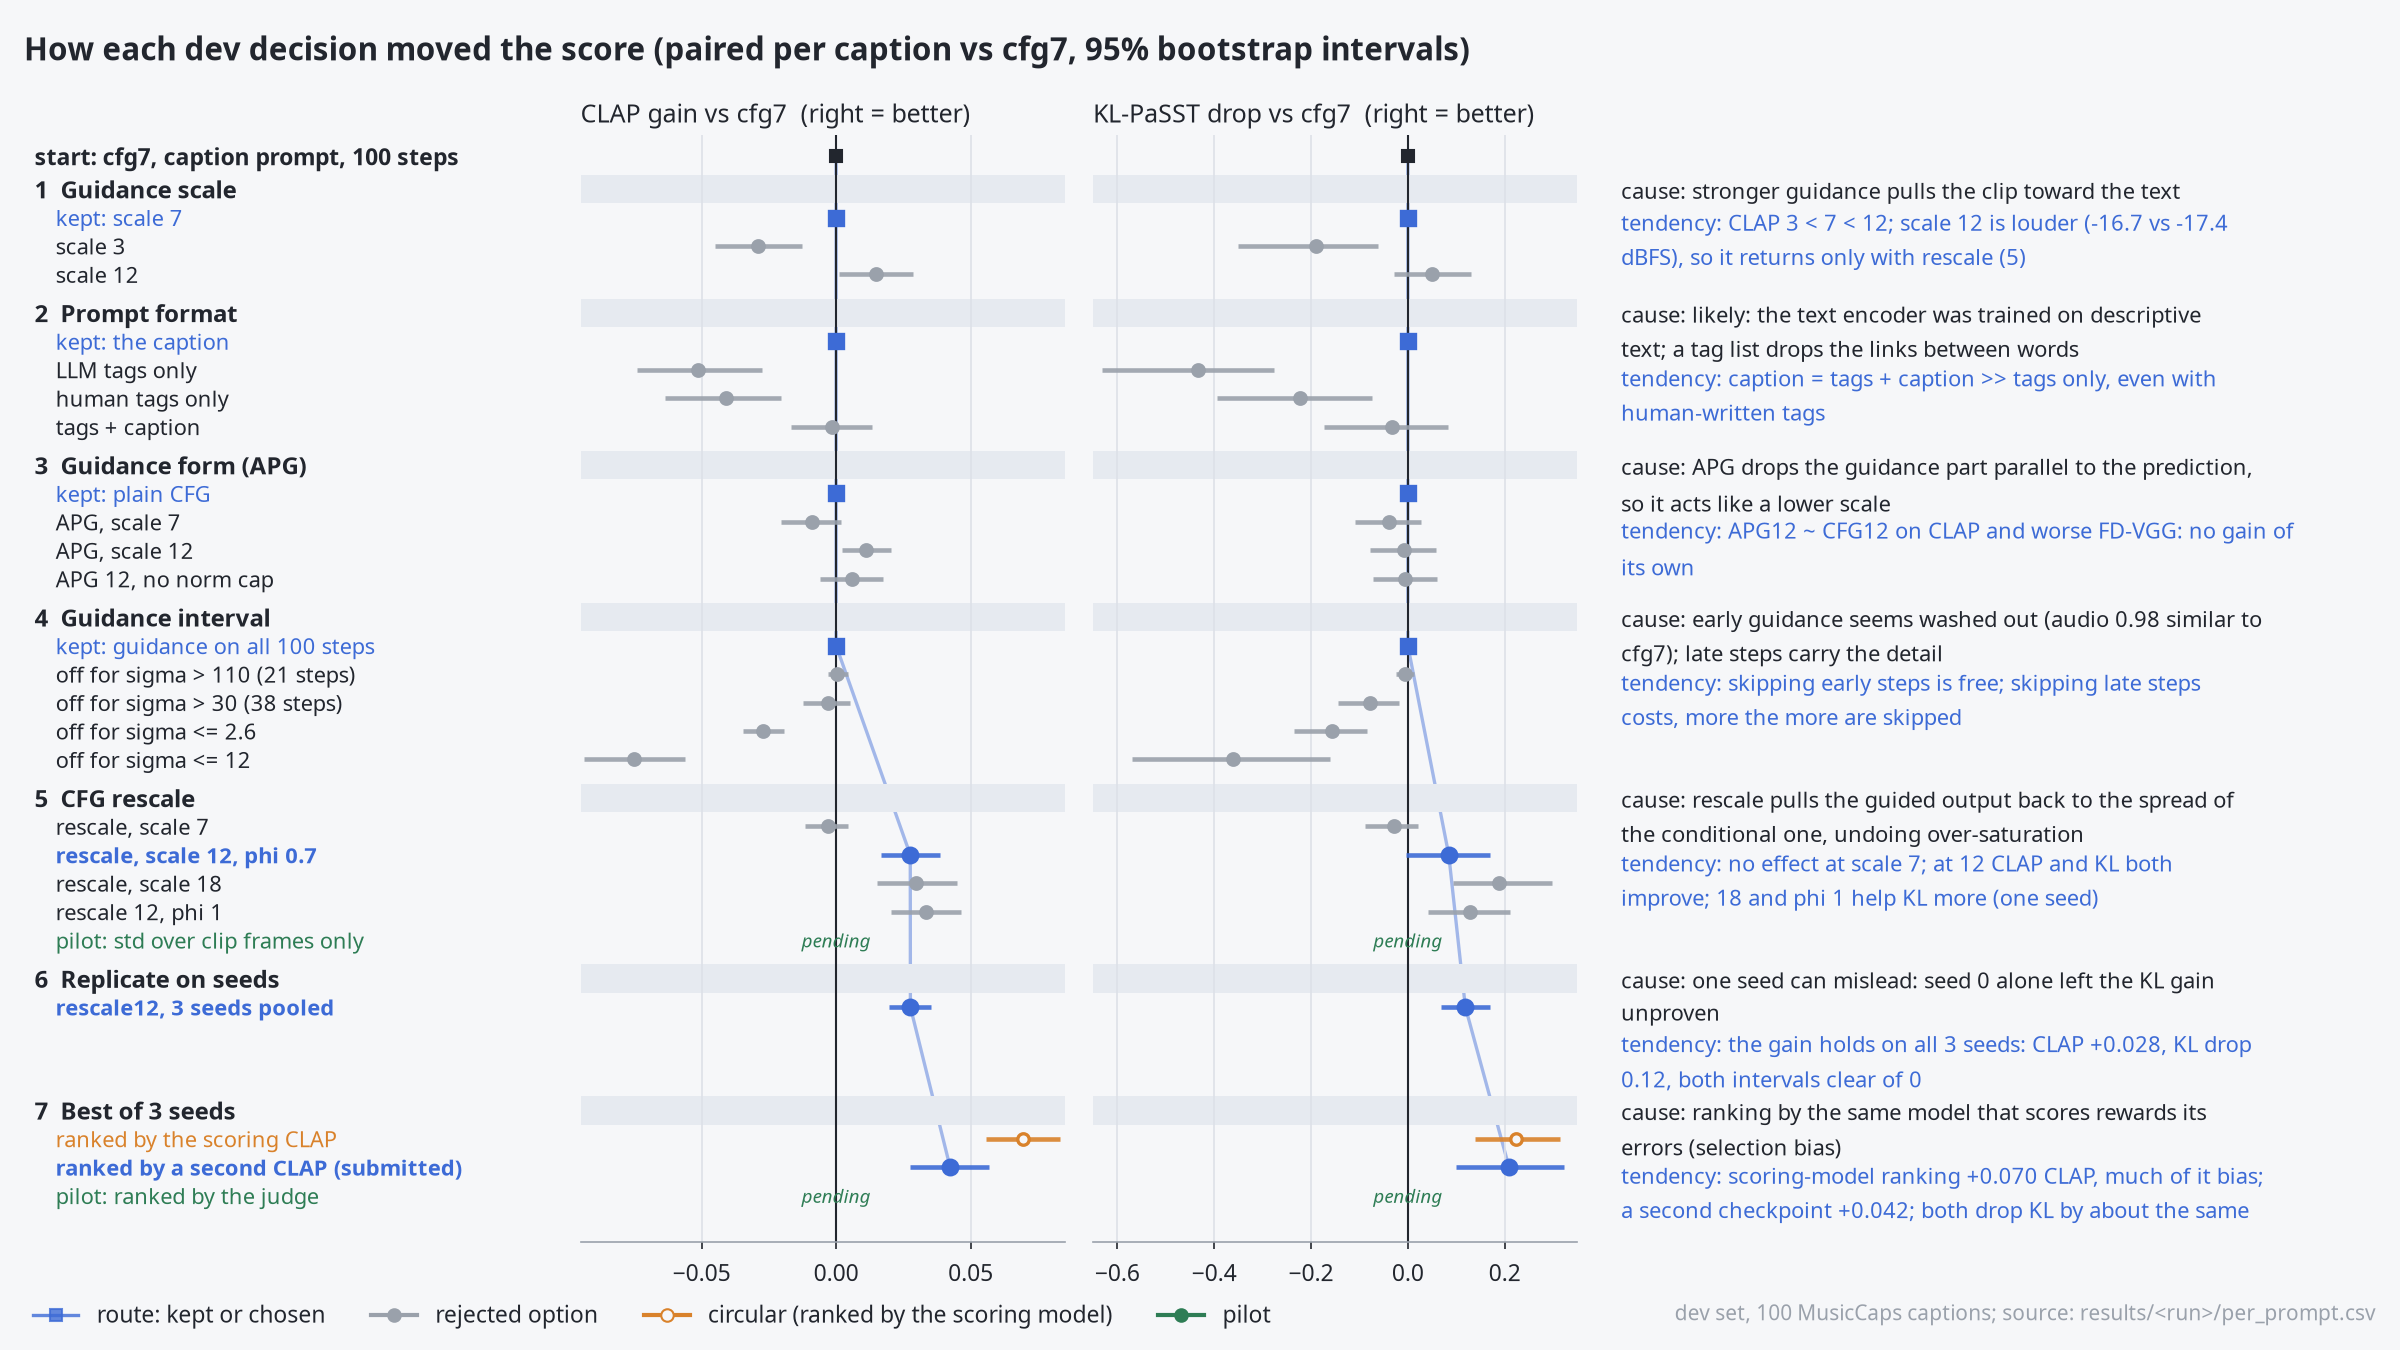 How each dev decision moved the score (paired per caption vs cfg7, 95% bootstrap intervals)
CLAP gain vs cfg7  (right = better)
KL-PaSST drop vs cfg7  (right = better)
start: cfg7, caption prompt, 100 steps
1  Guidance scale
kept: scale 7
scale 3
scale 12
cause: stronger guidance pulls the clip toward the text
tendency: CLAP 3 < 7 < 12; scale 12 is louder (-16.7 vs -17.4
dBFS), so it returns only with rescale (5)
2  Prompt format
kept: the caption
LLM tags only
human tags only
tags + caption
cause: likely: the text encoder was trained on descriptive
text; a tag list drops the links between words
tendency: caption = tags + caption >> tags only, even with
human-written tags
3  Guidance form (APG)
kept: plain CFG
APG, scale 7
APG, scale 12
APG 12, no norm cap
cause: APG drops the guidance part parallel to the prediction,
so it acts like a lower scale
tendency: APG12 ~ CFG12 on CLAP and worse FD-VGG: no gain of
its own
4  Guidance interval
kept: guidance on all 100 steps
off for sigma > 110 (21 steps)
off for sigma > 30 (38 steps)
off for sigma <= 2.6
off for sigma <= 12
cause: early guidance seems washed out (audio 0.98 similar to
cfg7); late steps carry the detail
tendency: skipping early steps is free; skipping late steps
costs, more the more are skipped
5  CFG rescale
rescale, scale 7
rescale, scale 12, phi 0.7
rescale, scale 18
rescale 12, phi 1
pilot: std over clip frames only
pending
pending
cause: rescale pulls the guided output back to the spread of
the conditional one, undoing over-saturation
tendency: no effect at scale 7; at 12 CLAP and KL both
improve; 18 and phi 1 help KL more (one seed)
6  Replicate on seeds
rescale12, 3 seeds pooled
cause: one seed can mislead: seed 0 alone left the KL gain
unproven
tendency: the gain holds on all 3 seeds: CLAP +0.028, KL drop
0.12, both intervals clear of 0
7  Best of 3 seeds
ranked by the scoring CLAP
ranked by a second CLAP (submitted)
pilot: ranked by the judge
pending
pending
cause: ranking by the same model that scores rewards its
errors (selection bias)
tendency: scoring-model ranking +0.070 CLAP, much of it bias;
a second checkpoint +0.042; both drop KL by about the same
−0.05 0.00 0.05
−0.6 −0.4 −0.2 0.0 0.2
route: kept or chosen
rejected option
circular (ranked by the scoring model)
pilot
dev set, 100 MusicCaps captions; source: results/<run>/per_prompt.csv